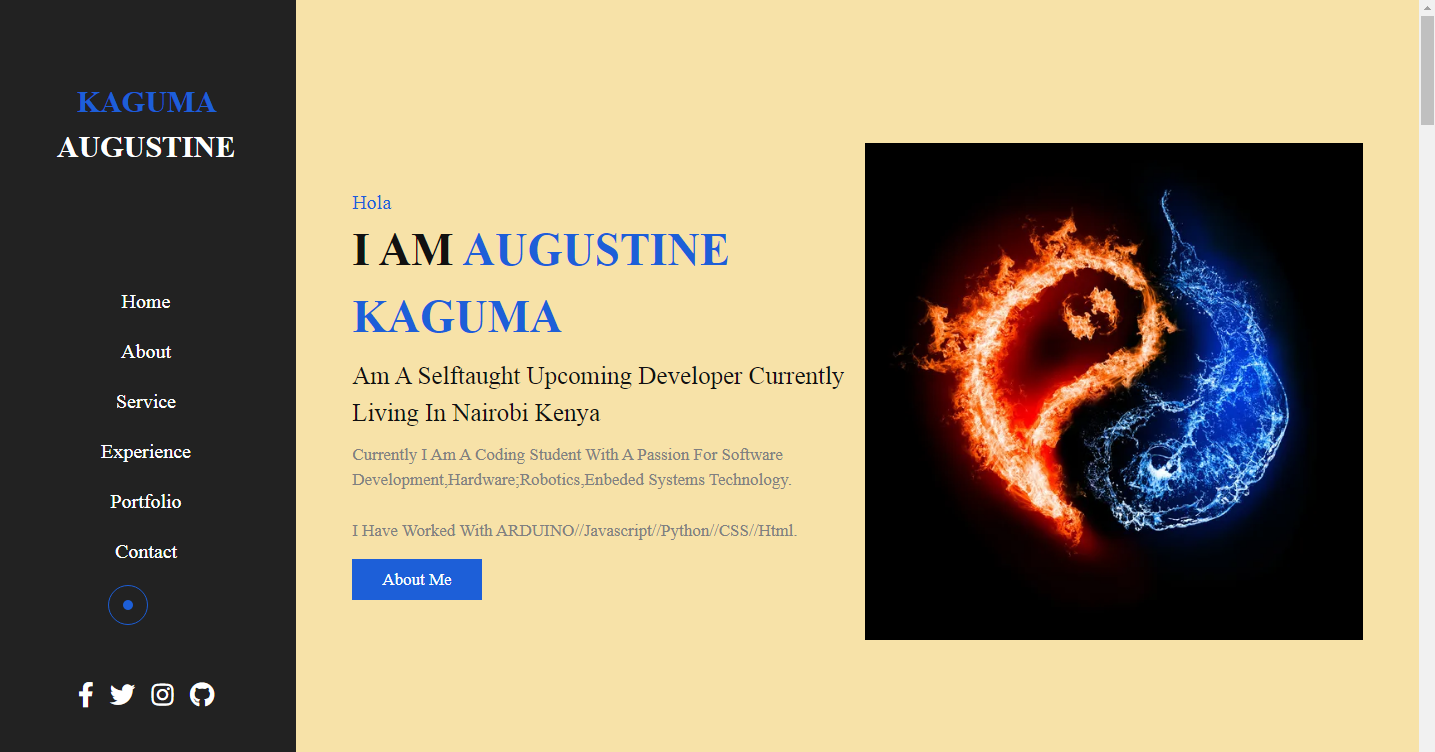 KAGUMA
AUGUSTINE
Home
About
Service
Experience
Portfolio
Contact
Hola
I AM AUGUSTINE
KAGUMA
Am A Selftaught Upcoming Developer Currently
Living In Nairobi Kenya
Currently I Am A Coding Student With A Passion For Software
Development,Hardware;Robotics,Enbeded Systems Technology.
I Have Worked With ARDUINO//Javascript//Python//CSS//Html.
About Me